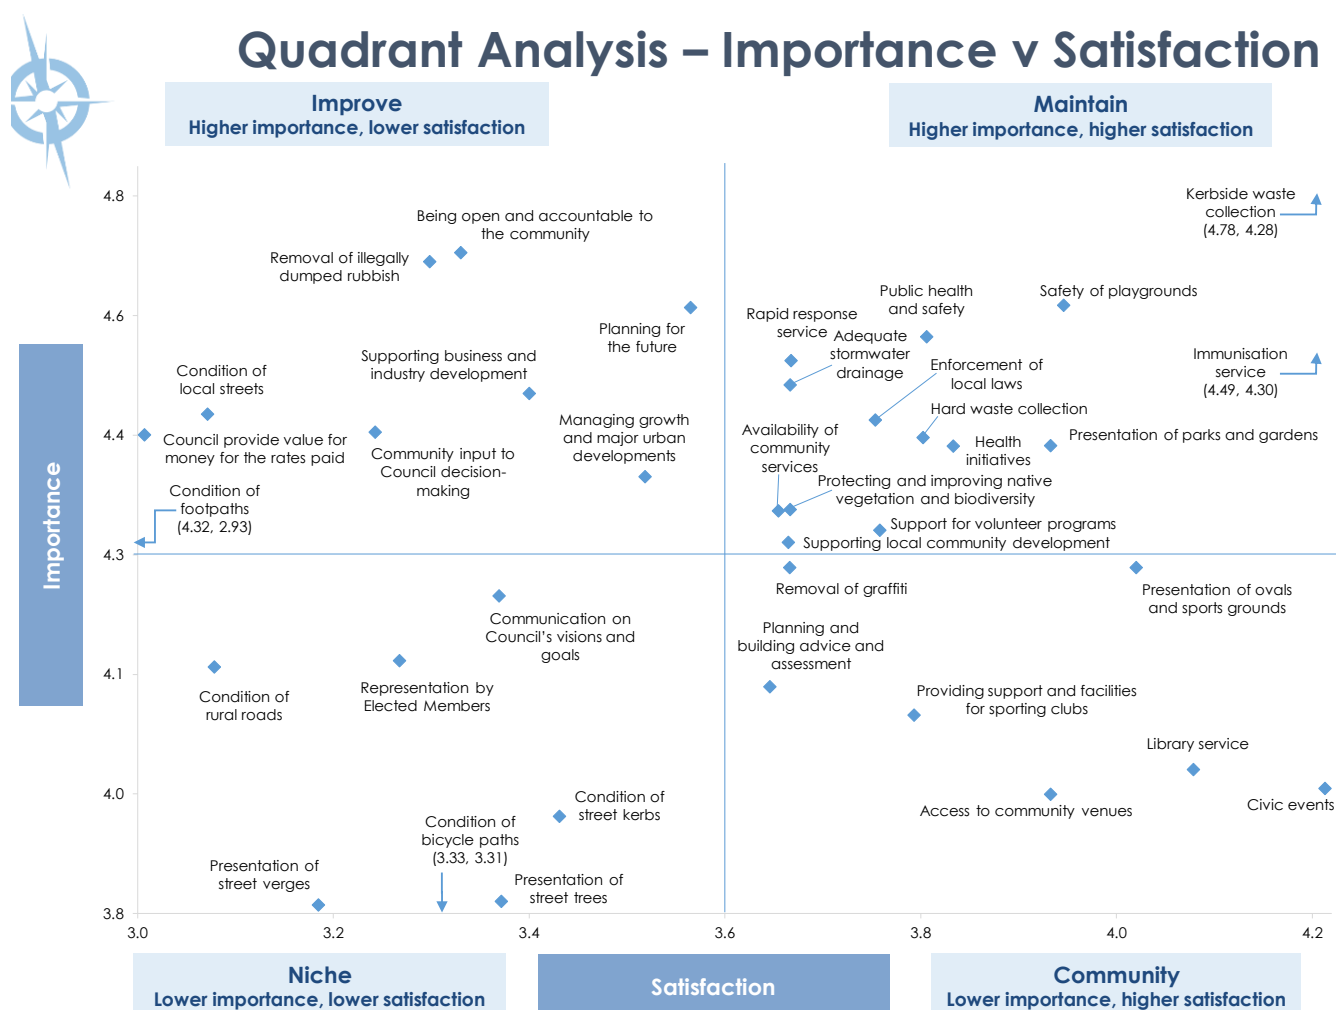 Quadrant Analysis – Importance v Satisfaction
Improve
Higher importance, lower satisfaction
Maintain
Higher importance, higher satisfaction
4.8
4.6
4.4
4.3
4.1
4.0
3.8
Importance
Being open and accountable to
the community
Removal of illegally
dumped rubbish
Planning for
the future
Supporting business and
industry development
Condition of
local streets
Council provide value for
money for the rates paid
Community input to
Council decision-
making
Managing growth
and major urban
developments
Condition of
footpaths
(4.32, 2.93)
Kerbside waste
collection
(4.78, 4.28)
Public health
and safety
Safety of playgrounds
Rapid response
service
Adequate
stormwater
drainage
Enforcement of
local laws
Immunisation
service
(4.49, 4.30)
Hard waste collection
Availability of
community
services
Health
initiatives
Presentation of parks and gardens
Protecting and improving native
vegetation and biodiversity
Support for volunteer programs
Supporting local community development
Communication on
Council's visions and
goals
Condition of
rural roads
Representation by
Elected Members
Condition of
street kerbs
Condition of
bicycle paths
(3.33, 3.31)
Presentation of
street verges
Presentation of
street trees
Removal of graffiti
Presentation of ovals
and sports grounds
Planning and
building advice and
assessment
Providing support and facilities
for sporting clubs
Library service
Access to community venues
Civic events
3.0
3.2
3.4
3.6
3.8
4.0
4.2
Niche
Lower importance, lower satisfaction
Satisfaction
Community
Lower importance, higher satisfaction